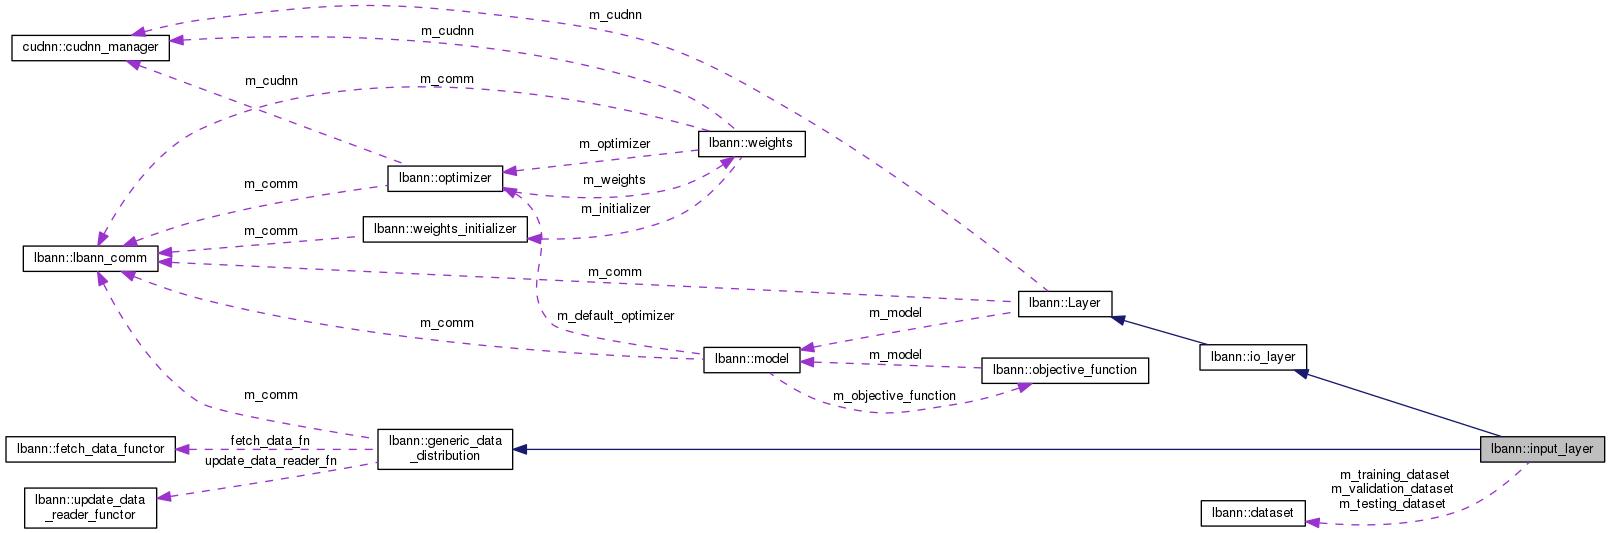 m_cudnn
m_cudnn
cudnn::cudnn_manager
m_cudnn
m_comm
lbann::weights
m_optimizer
lbann::optimizer
m_weights
m_comm
m_initializer
lbann::weights_initializer
m_comm
lbann::lbann_comm
m_comm
lbann::Layer
m_model
m_default_optimizer
m_comm
lbann::model
m_model
lbann::io_layer
lbann::objective_function
m_objective_function
m_comm
lbann::generic_data
_distribution
fetch_data_fn
lbann::fetch_data_functor
update_data_reader_fn
lbann::input_layer
m_training_dataset
m_validation_dataset
m_testing_dataset
lbann::update_data
_reader_functor
lbann::dataset